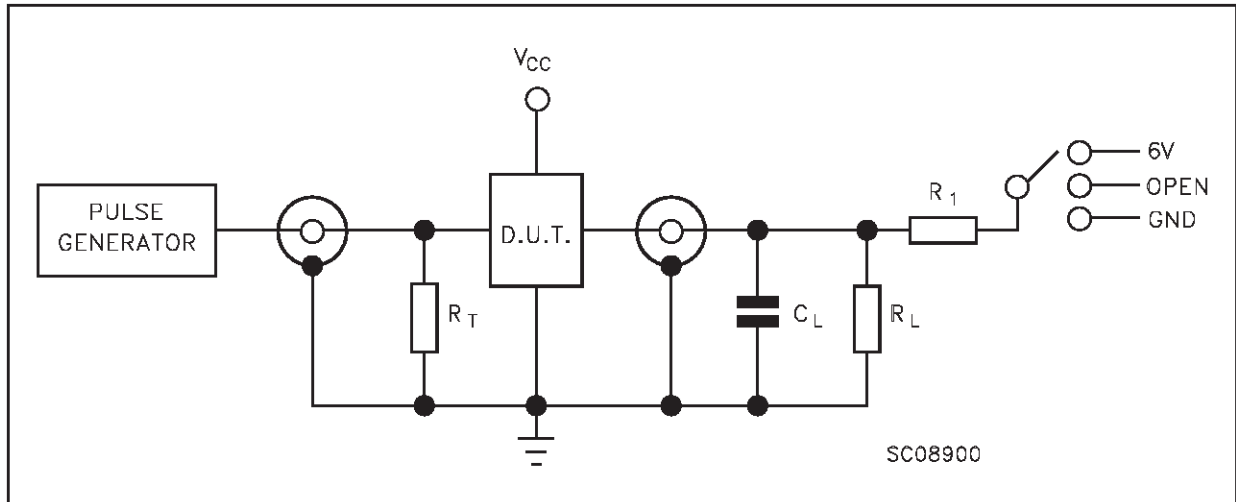 VCC
PULSE
GENERATOR
D.U.T.
RT
CL
RL
R1
6V
OPEN
GND
SC08900